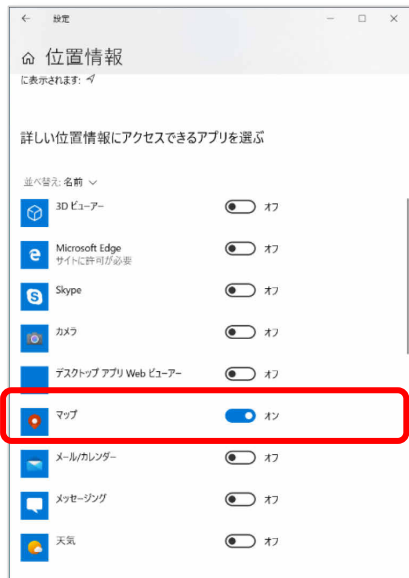 設定
位置情報
に表示されます:
詳しい位置情報にアクセスできるアプリを選ぶ
並べ替え: 名前
3D ビューアー オフ
Microsoft Edge オフ
サイトに許可が必要
Skype オフ
カメラ オフ
デスクトップ アプリ Web ビューアー オフ
マップ オン
メール/カレンダー オフ
メッセージング オフ
天気 オフ